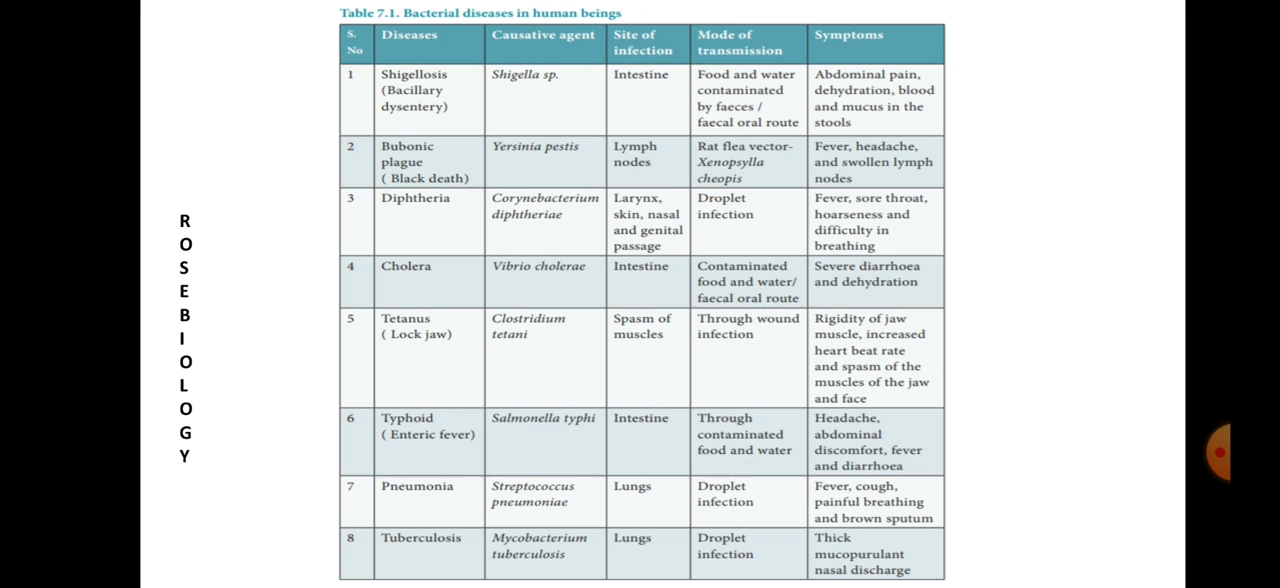 Table 7.1. Bacterial diseases in human beings
S. No Diseases Causative agent Site of infection Mode of transmission Symptoms
1 Shigellosis (Bacillary dysentery) Shigella sp. Intestine Food and water contaminated by faeces / faecal oral route Abdominal pain, dehydration, blood and mucus in the stools
2 Bubonic plague ( Black death) Yersinia pestis Lymph nodes Rat flea vector- Xenopsylla cheopis Fever, headache, and swollen lymph nodes
3 Diphtheria Corynebacterium diphtheriae Larynx, skin, nasal and genital passage Droplet infection Fever, sore throat, hoarseness and difficulty in breathing
4 Cholera Vibrio cholerae Intestine Contaminated food and water/ faecal oral route Severe diarrhoea and dehydration
5 Tetanus ( Lock jaw) Clostridium tetani Spasm of muscles Through wound infection Rigidity of jaw muscle, increased heart beat rate and spasm of the muscles of the jaw and face
6 Typhoid ( Enteric fever) Salmonella typhi Intestine Through contaminated food and water Headache, abdominal discomfort, fever and diarrhoea
7 Pneumonia Streptococcus pneumoniae Lungs Droplet infection Fever, cough, painful breathing and brown sputum
8 Tuberculosis Mycobacterium tuberculosis Lungs Droplet infection Thick mucopurulant nasal discharge
R
O
S
E
B
I
O
L
O
G
Y